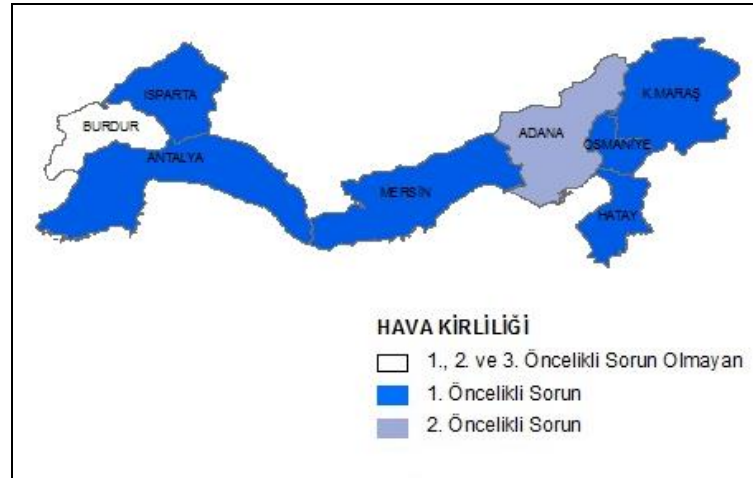 ISPARTA
BURDUR
ANTALYA
MERSİN
ADANA
K.MARAŞ
OSMANİYE
HATAY
HAVA KİRLİLİĞİ
1., 2. ve 3. Öncelikli Sorun Olmayan
1. Öncelikli Sorun
2. Öncelikli Sorun